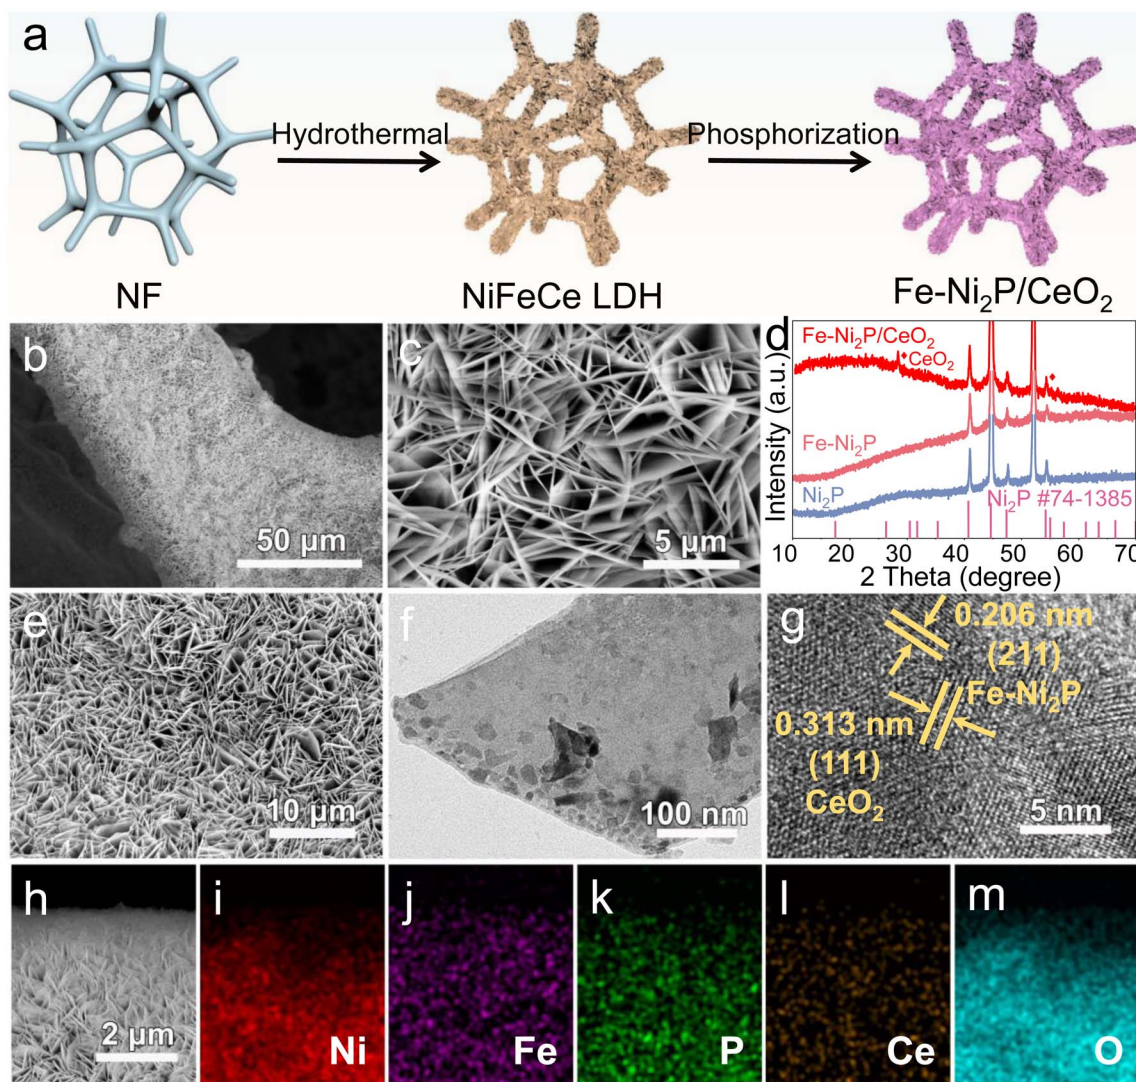 a
Hydrothermal
Phosphorization
NF
NiFeCe LDH
Fe-Ni₂P/CeO₂
b
50 μm
c
5 μm
d
Fe-Ni₂P/CeO₂
CeO₂
Fe-Ni₂P
Ni₂P
Ni₂P #74-1385
Intensity (a.u.)
10 20 30 40 50 60 70
2 Theta (degree)
e
10 μm
f
100 nm
g
0.206 nm
(211)
Fe-Ni₂P
0.313 nm
(111)
CeO₂
5 nm
h
2 μm
i
Ni
j
Fe
k
P
l
Ce
m
O